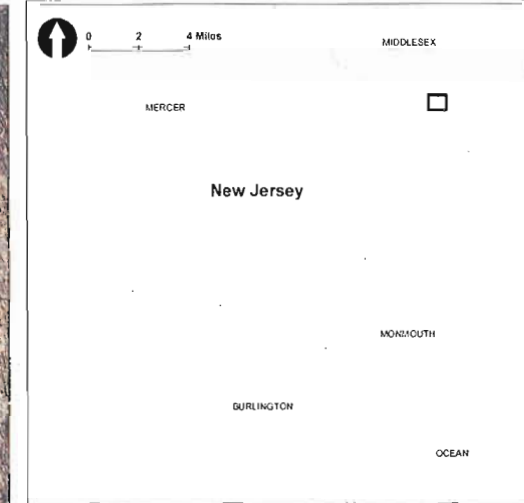 0 2 4 Miles
MIDDLESEX
MERCER
New Jersey
MONMOUTH
BURLINGTON
OCEAN